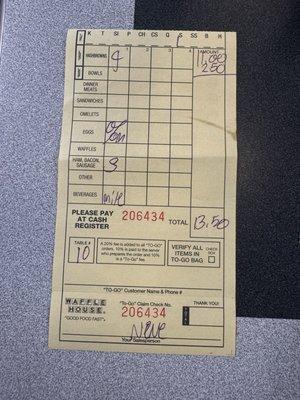 K T SI P CH CS Q S SS B H
HASHBROWNS AMOUNT
BOWLS 2.50
DINNER MEATS
SANDWICHES
OMELETS
EGGS
WAFFLES
HAM, BACON, SAUSAGE
OTHER
BEVERAGES
PLEASE PAY AT CASH REGISTER 206434 TOTAL 13.50
TABLE # 10
A 20% fee is added to all "TO-GO" orders. 10% is paid to the server who prepares the order and 10% is a "To-Go" fee.
VERIFY ALL ITEMS IN TO-GO BAG CHECK BOX
"TO-GO" Customer Name & Phone #
WAFFLE HOUSE® "To-Go" Claim Check No. THANK YOU!
"GOOD FOOD FAST" 206434
Your Salesperson